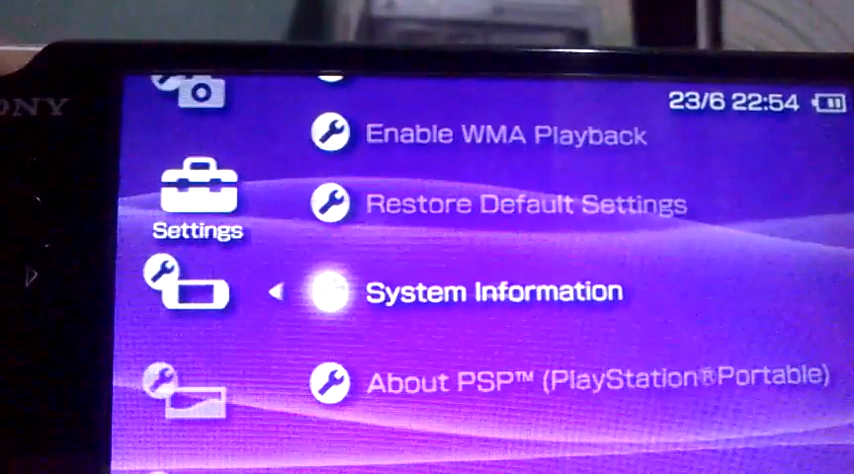 ONY
23/6 22:54
Enable WMA Playback
Restore Default Settings
Settings
System Information
About PSP™ (PlayStation®Portable)